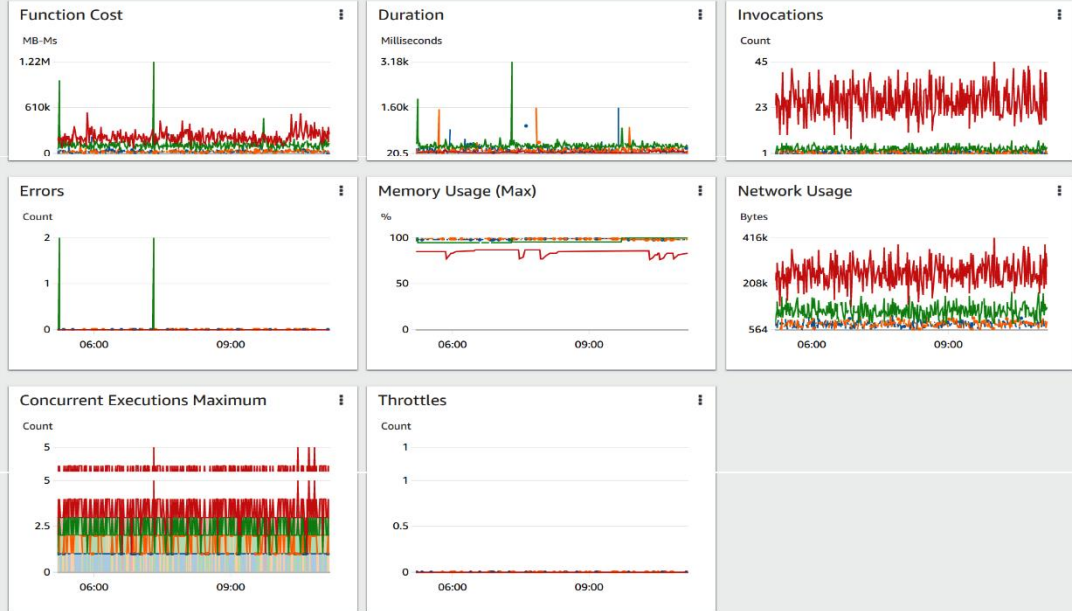 Function Cost
MB-Ms
1.22M
610k
0
Duration
Milliseconds
3.18k
1.60k
20.5
Invocations
Count
45
23
1
Errors
Count
2
1
0
06:00 09:00
Memory Usage (Max)
%
100
50
0
06:00 09:00
Network Usage
Bytes
416k
208k
564
06:00 09:00
Concurrent Executions Maximum
Count
5
5
2.5
0
06:00 09:00
Throttles
Count
1
1
0.5
0
06:00 09:00